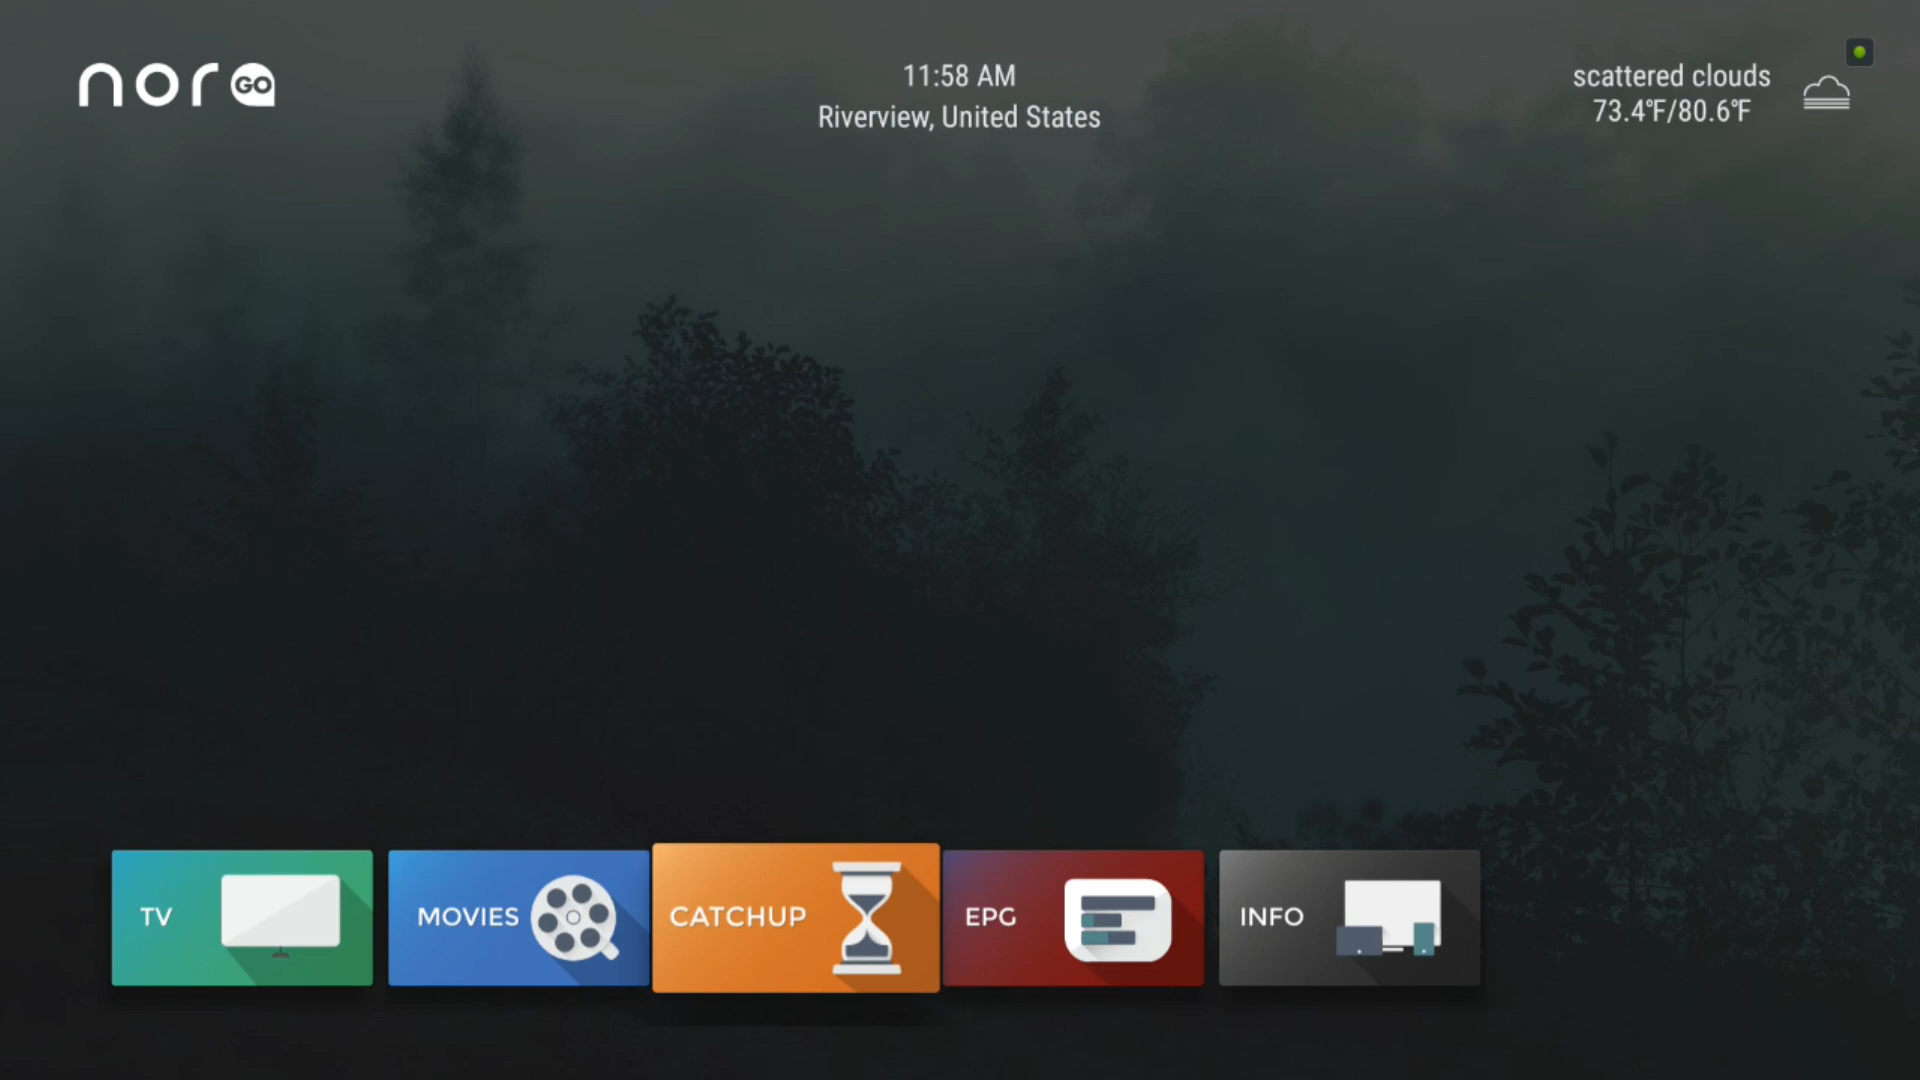 nora GO
11:58 AM
Riverview, United States
scattered clouds
73.4°F/80.6°F
TV
MOVIES
CATCHUP
EPG
INFO